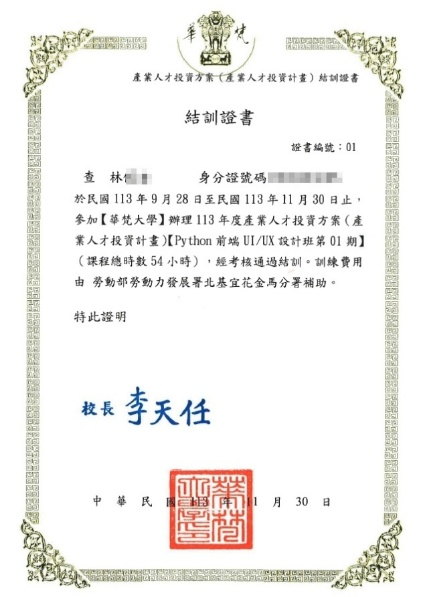 華梵
產業人才投資方案（產業人才投資計畫）結訓證書
結訓證書
證書編號：01
查 林 身分證號碼
於民國113年9月28日至民國113年11月30日止，
參加【華梵大學】辦理113年度產業人才投資方案（產
業人才投資計畫）【Python前端UI/UX設計班第01期】
（課程總時數54小時），經考核通過結訓。訓練費用
由 勞動部勞動力發展署北基宜花金馬分署補助。
特此證明
校長 李天任
中華民國113年11月30日